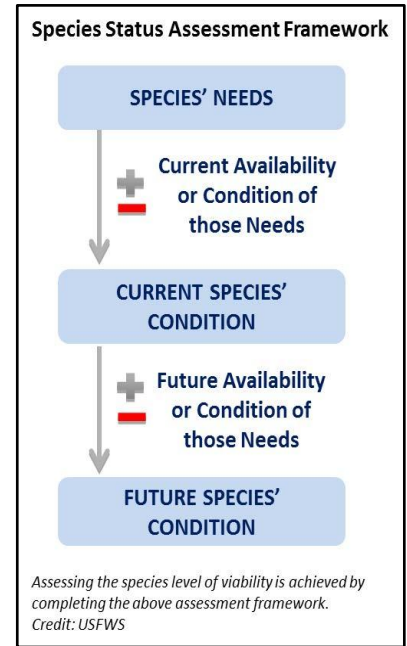 Species Status Assessment Framework
SPECIES’ NEEDS
Current Availability
or Condition of
those Needs
CURRENT SPECIES’
CONDITION
Future Availability
or Condition of
those Needs
FUTURE SPECIES’
CONDITION
Assessing the species level of viability is achieved by
completing the above assessment framework.
Credit: USFWS